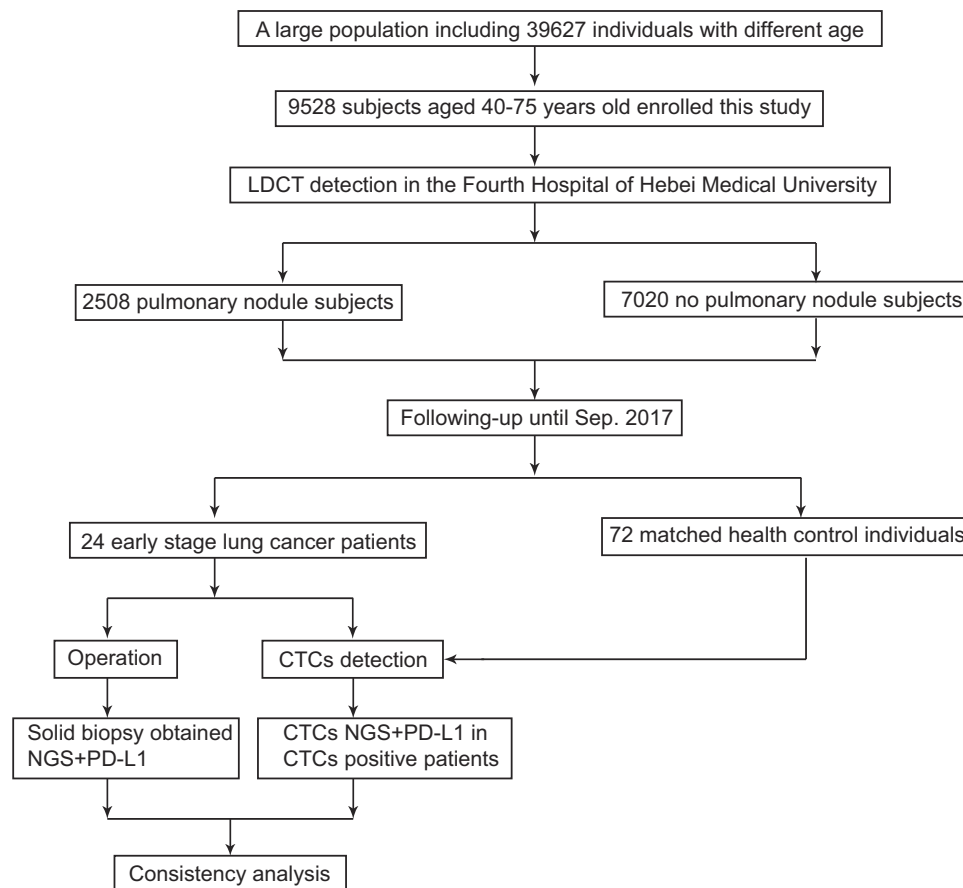 A large population including 39627 individuals with different age
9528 subjects aged 40-75 years old enrolled this study
LDCT detection in the Fourth Hospital of Hebei Medical University
2508 pulmonary nodule subjects
7020 no pulmonary nodule subjects
Following-up until Sep. 2017
24 early stage lung cancer patients
72 matched health control individuals
Operation
CTCs detection
Solid biopsy obtained
NGS+PD-L1
CTCs NGS+PD-L1 in
CTCs positive patients
Consistency analysis